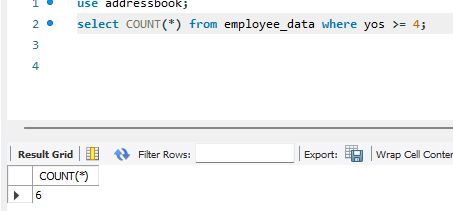 1 use addressbook;
2 select COUNT(*) from employee_data where yos >= 4;
3
4
Result Grid Filter Rows: Export: Wrap Cell Conter
COUNT(*)
6